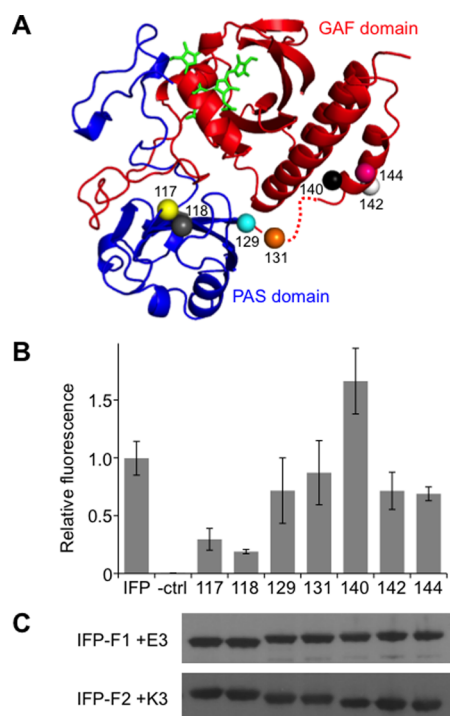 A
GAF domain
117
118
140
144
142
129
131
PAS domain
B
Relative fluorescence
1.5
1.0
0.5
0
IFP -ctrl 117 118 129 131 140 142 144
C
IFP-F1 +E3
IFP-F2 +K3